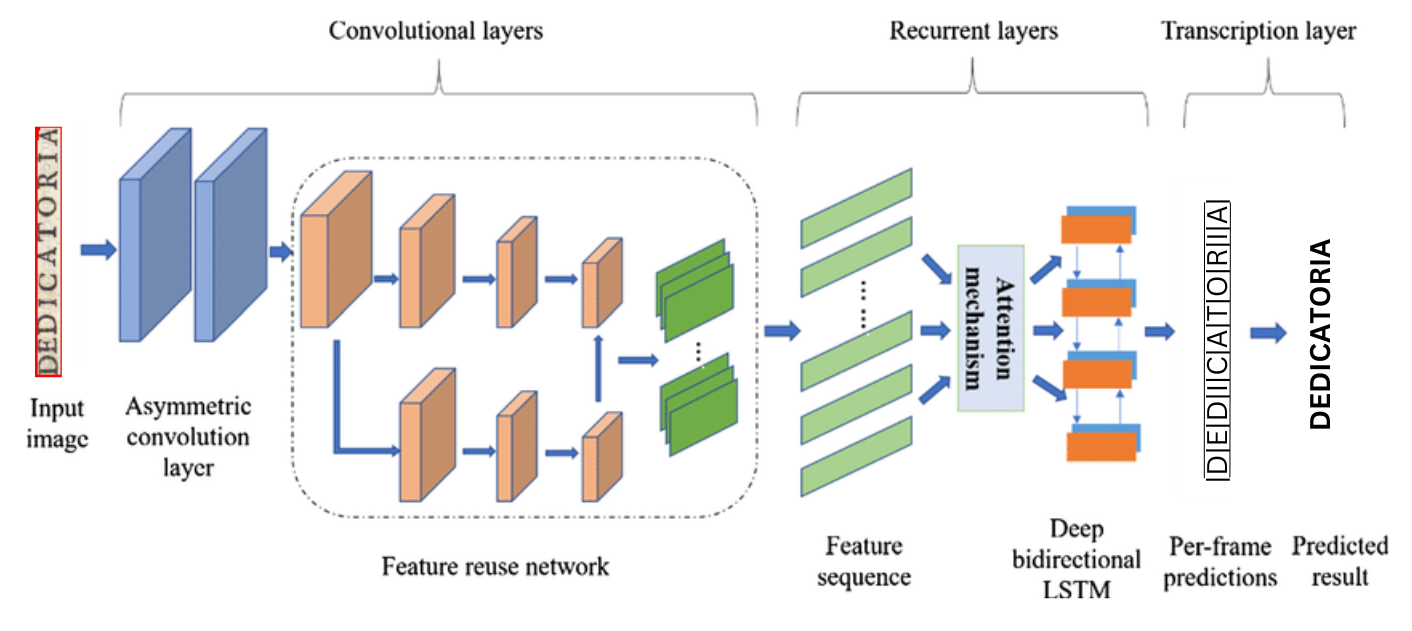 Convolutional layers
Recurrent layers
Transcription layer
DEDICATORIA
Input
image
Asymmetric
convolution
layer
Feature reuse network
Feature
sequence
Attention
mechanism
Deep
bidirectional
LSTM
|D|E|D|I|C|A|T|O|R|I|A|
Per-frame
predictions
DEDICATORIA
Predicted
result